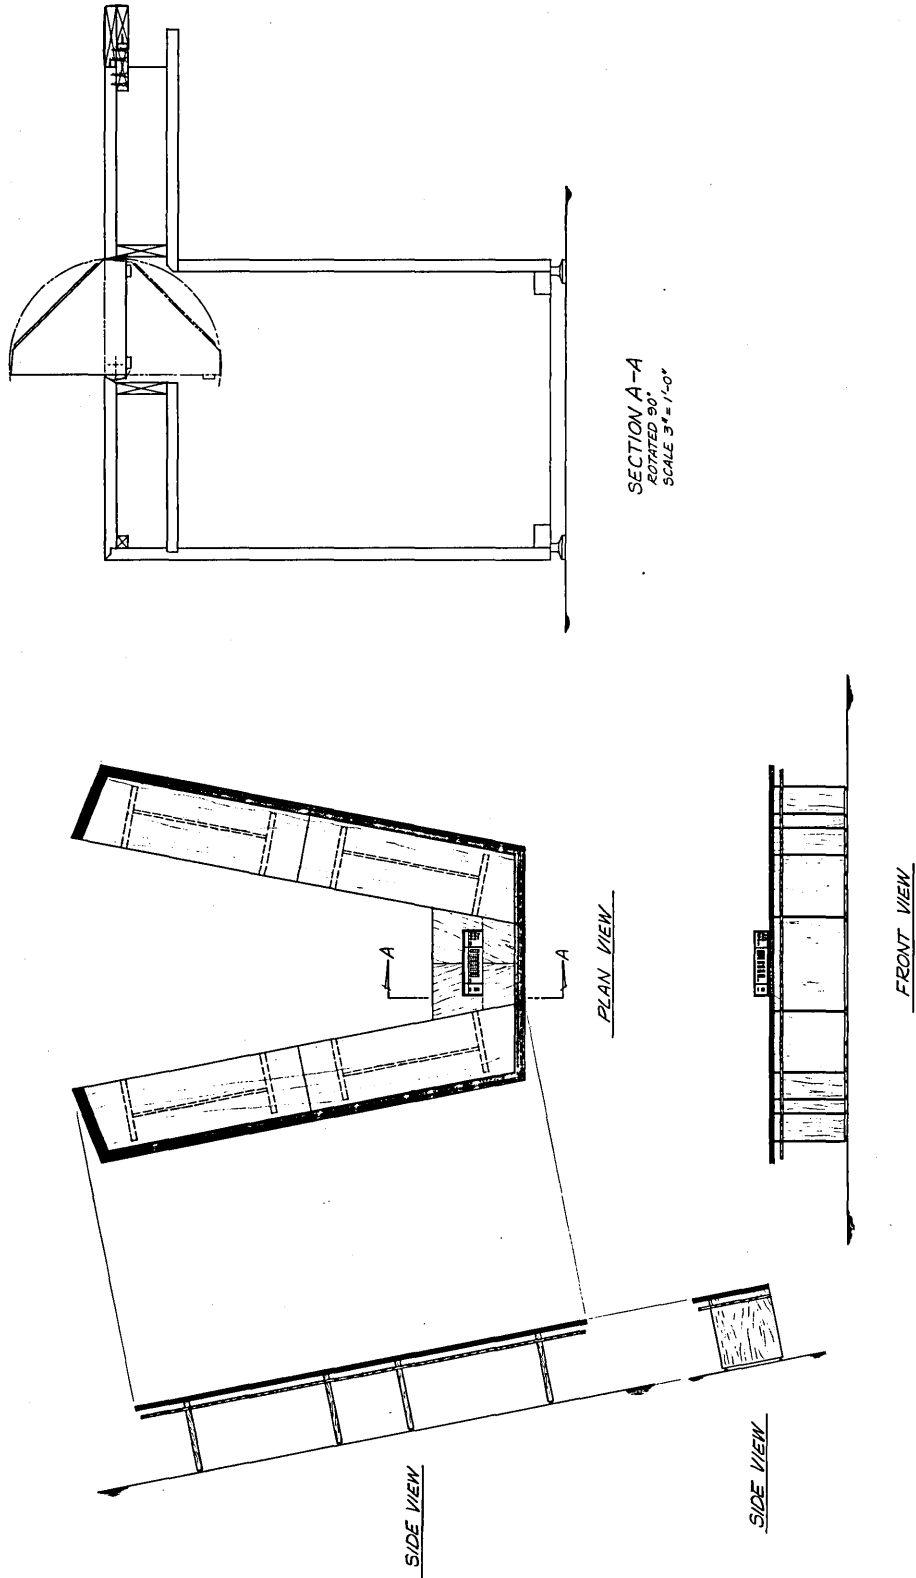 SECTION A-A
ROTATED 90°
SCALE 3" = 1'-0"
A
A
PLAN VIEW
FRONT VIEW
SIDE VIEW
SIDE VIEW